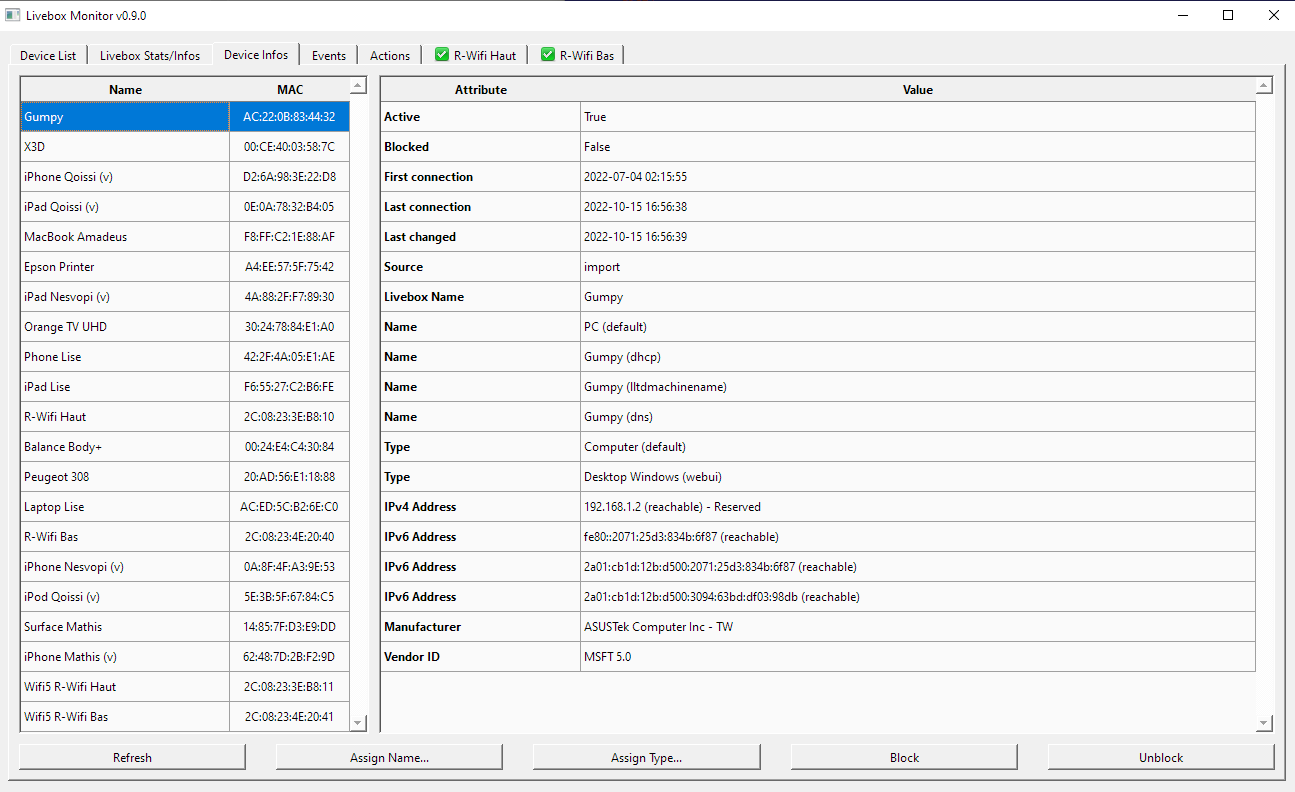 Livebox Monitor v0.9.0
Device List Livebox Stats/Infos Device Infos Events Actions R-Wifi Haut R-Wifi Bas
Name MAC
Gumpy AC:22:0B:83:44:32
X3D 00:CE:40:03:58:7C
iPhone Qoissi (v) D2:6A:98:3E:22:D8
iPad Qoissi (v) 0E:0A:78:32:B4:05
MacBook Amadeus F8:FF:C2:1E:88:AF
Epson Printer A4:EE:57:5F:75:42
iPad Nesvopi (v) 4A:88:2F:F7:89:30
Orange TV UHD 30:24:78:84:E1:A0
Phone Lise 42:2F:4A:05:E1:AE
iPad Lise F6:55:27:C2:B6:FE
R-Wifi Haut 2C:08:23:3E:B8:10
Balance Body+ 00:24:E4:C4:30:84
Peugeot 308 20:AD:56:E1:18:88
Laptop Lise AC:ED:5C:B2:6E:C0
R-Wifi Bas 2C:08:23:4E:20:40
iPhone Nesvopi (v) 0A:8F:4F:A3:9E:53
iPod Qoissi (v) 5E:3B:5F:67:84:C5
Surface Mathis 14:85:7F:D3:E9:DD
iPhone Mathis (v) 62:48:7D:2B:F2:9D
Wifi5 R-Wifi Haut 2C:08:23:3E:B8:11
Wifi5 R-Wifi Bas 2C:08:23:4E:20:41
Attribute Value
Active True
Blocked False
First connection 2022-07-04 02:15:55
Last connection 2022-10-15 16:56:38
Last changed 2022-10-15 16:56:39
Source import
Livebox Name Gumpy
Name PC (default)
Name Gumpy (dhcp)
Name Gumpy (lltdmachinename)
Name Gumpy (dns)
Type Computer (default)
Type Desktop Windows (webui)
IPv4 Address 192.168.1.2 (reachable) - Reserved
IPv6 Address fe80::2071:25d3:834b:6f87 (reachable)
IPv6 Address 2a01:cb1d:12b:d500:2071:25d3:834b:6f87 (reachable)
IPv6 Address 2a01:cb1d:12b:d500:3094:63bd:df03:98db (reachable)
Manufacturer ASUSTek Computer Inc - TW
Vendor ID MSFT 5.0
Refresh Assign Name... Assign Type... Block Unblock